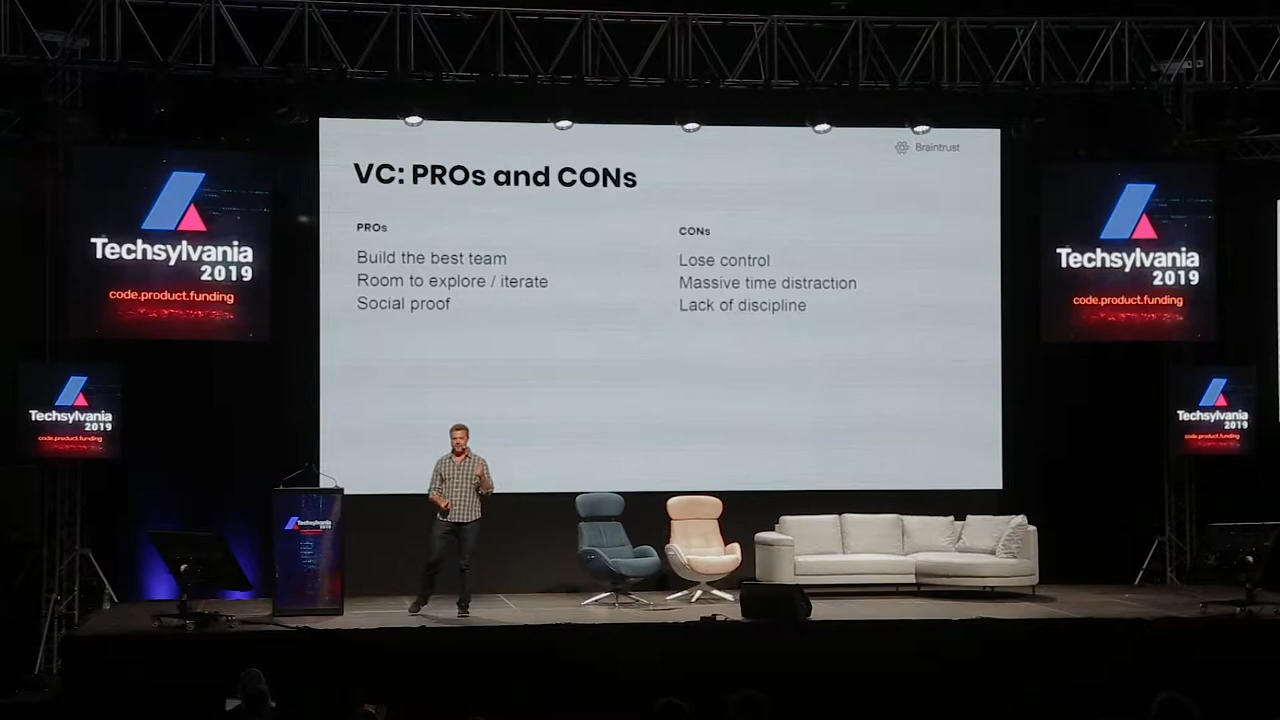 Braintrust
VC: PROs and CONs
PROs
Build the best team
Room to explore / iterate
Social proof
CONs
Lose control
Massive time distraction
Lack of discipline
Techsylvania
2019
code.product.funding
Techsylvania
2019
code.product.funding
Techsylvania
2019
code.product.funding
Techsylvania
2019
code.product.funding
Techsylvania
2019